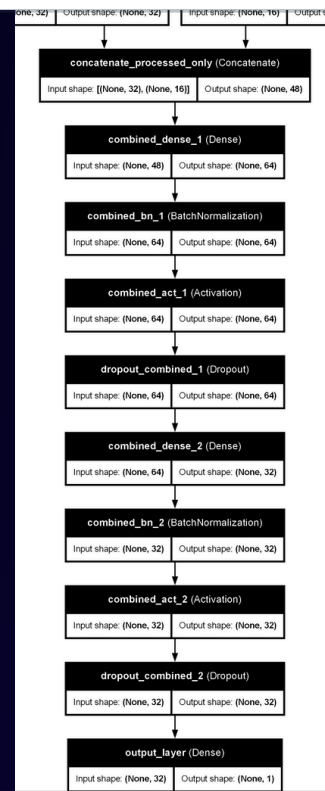 one, 32) Output shape: (None, 32) Input shape: (None, 16) Output s
concatenate_processed_only (Concatenate)
Input shape: [(None, 32), (None, 16)] Output shape: (None, 48)
combined_dense_1 (Dense)
Input shape: (None, 48) Output shape: (None, 64)
combined_bn_1 (BatchNormalization)
Input shape: (None, 64) Output shape: (None, 64)
combined_act_1 (Activation)
Input shape: (None, 64) Output shape: (None, 64)
dropout_combined_1 (Dropout)
Input shape: (None, 64) Output shape: (None, 64)
combined_dense_2 (Dense)
Input shape: (None, 64) Output shape: (None, 32)
combined_bn_2 (BatchNormalization)
Input shape: (None, 32) Output shape: (None, 32)
combined_act_2 (Activation)
Input shape: (None, 32) Output shape: (None, 32)
dropout_combined_2 (Dropout)
Input shape: (None, 32) Output shape: (None, 32)
output_layer (Dense)
Input shape: (None, 32) Output shape: (None, 1)